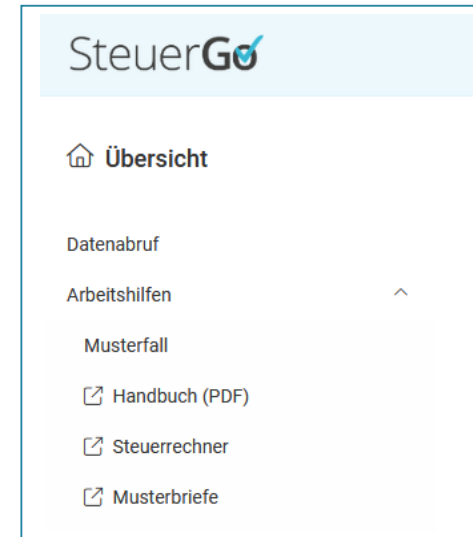 SteuerGo
Übersicht
Datenabruf
Arbeitshilfen
Musterfall
Handbuch (PDF)
Steuerrechner
Musterbriefe